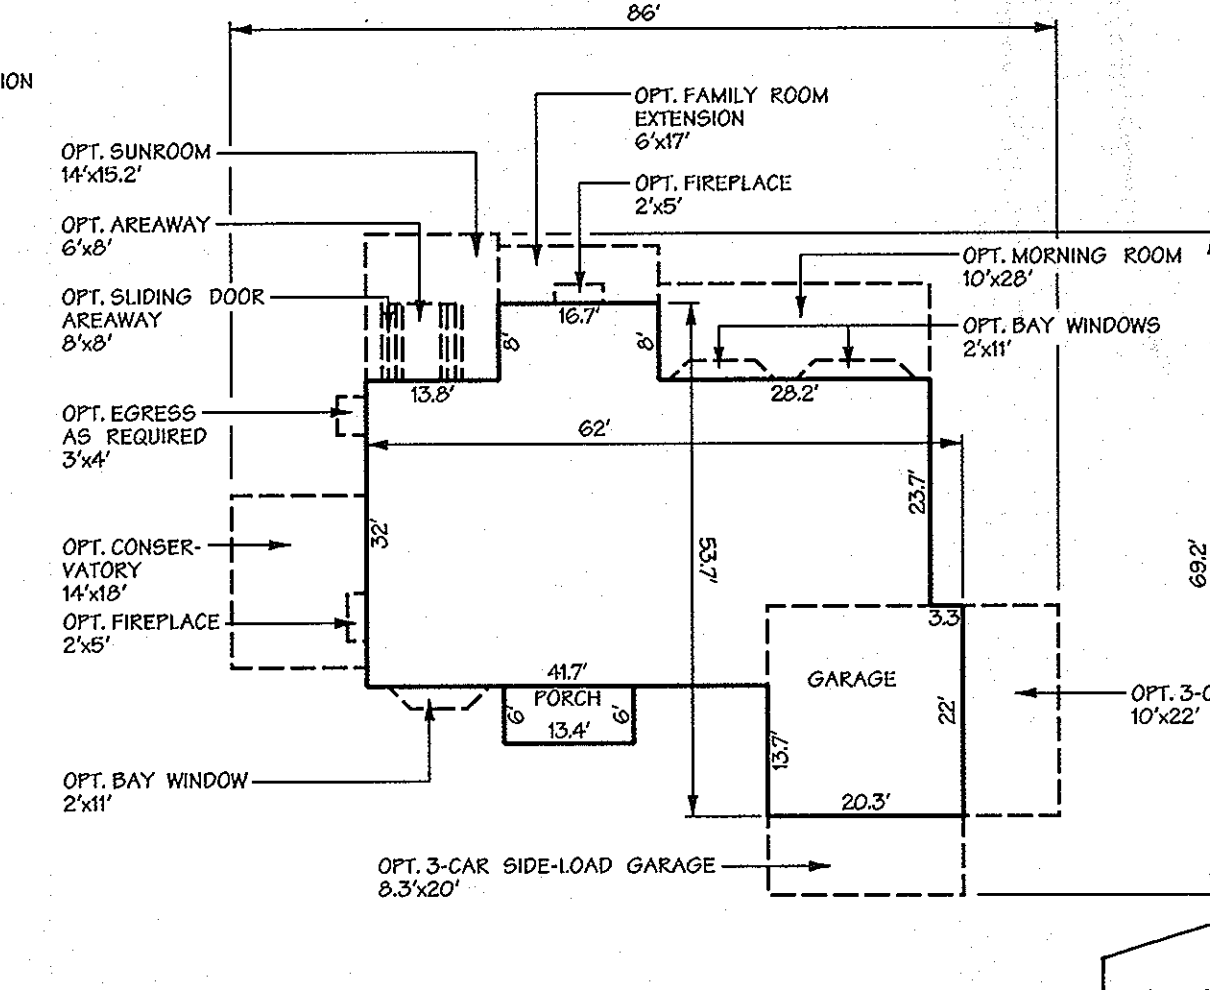 86'
ION
OPT. FAMILY ROOM
EXTENSION
6'x17'
OPT. SUNROOM
14'x15.2'
OPT. FIREPLACE
2'x5'
OPT. AREAWAY
6'x8'
OPT. MORNING ROOM
10'x28'
OPT. SLIDING DOOR
AREAWAY
8'x8'
16.7'
8'
8'
OPT. BAY WINDOWS
2'x11'
13.8'
28.2'
OPT. EGRESS
AS REQUIRED
3'x4'
62'
23.7'
32'
53.7'
69.2'
OPT. CONSER-
VATORY
14'x18'
OPT. FIREPLACE
2'x5'
3.3
41.7'
GARAGE
PORCH
6'
6'
13.4'
22'
OPT. 3-C
10'x22'
13.7'
OPT. BAY WINDOW
2'x11'
20.3'
OPT. 3-CAR SIDE-LOAD GARAGE
8.3'x20'